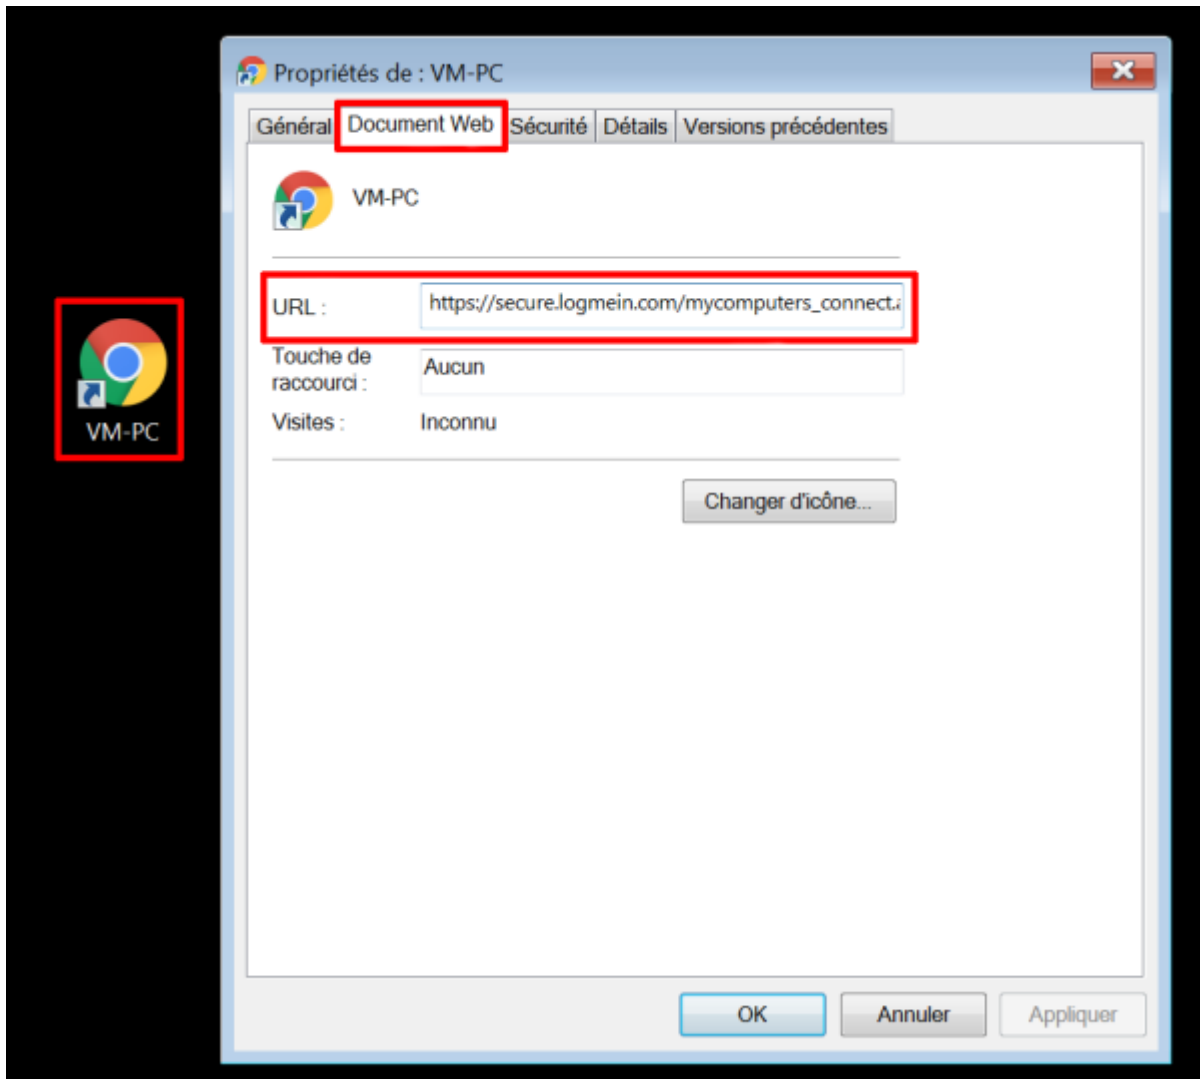 Propriétés de : VM-PC
Général Document Web Sécurité Détails Versions précédentes
VM-PC
URL : https://secure.logmein.com/mycomputers_connect.a
Touche de
raccourci : Aucun
Visites : Inconnu
VM-PC
Changer d'icône...
OK Annuler Appliquer